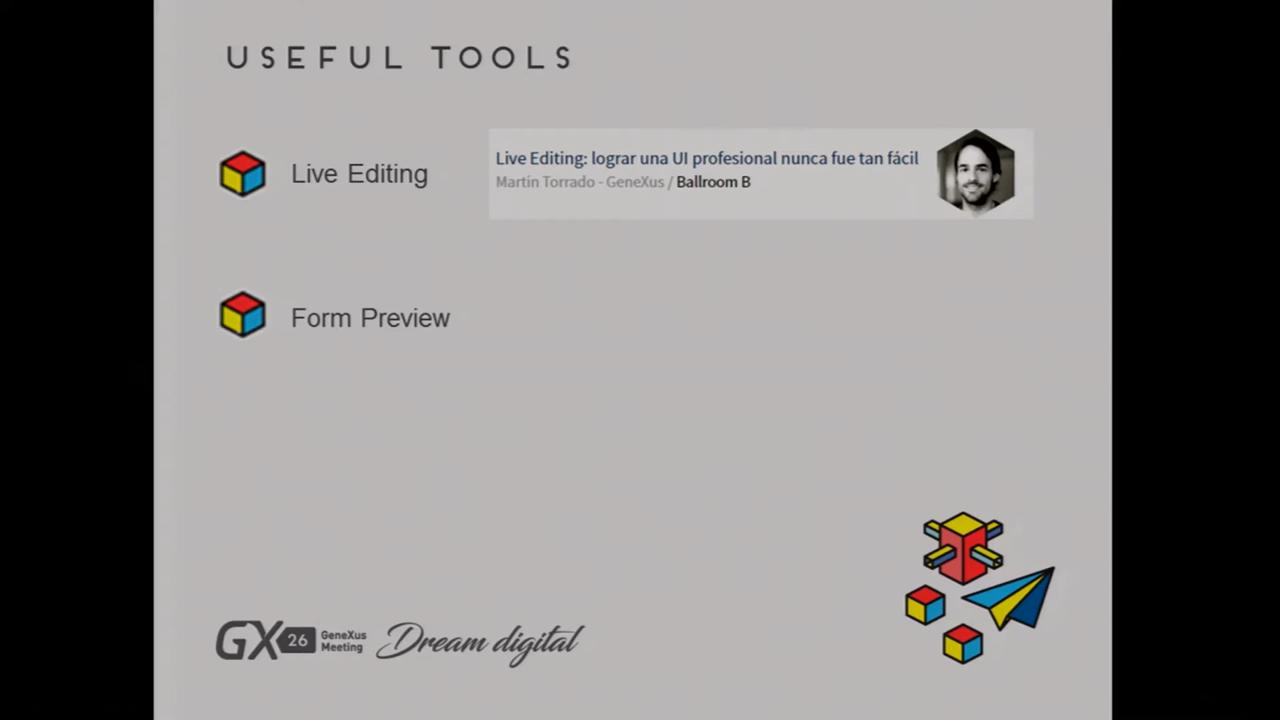 USEFUL TOOLS
Live Editing
Live Editing: lograr una UI profesional nunca fue tan fácil
Martín Torrado - GeneXus / Ballroom B
Form Preview
GX 26 GeneXus Meeting
Dream digital